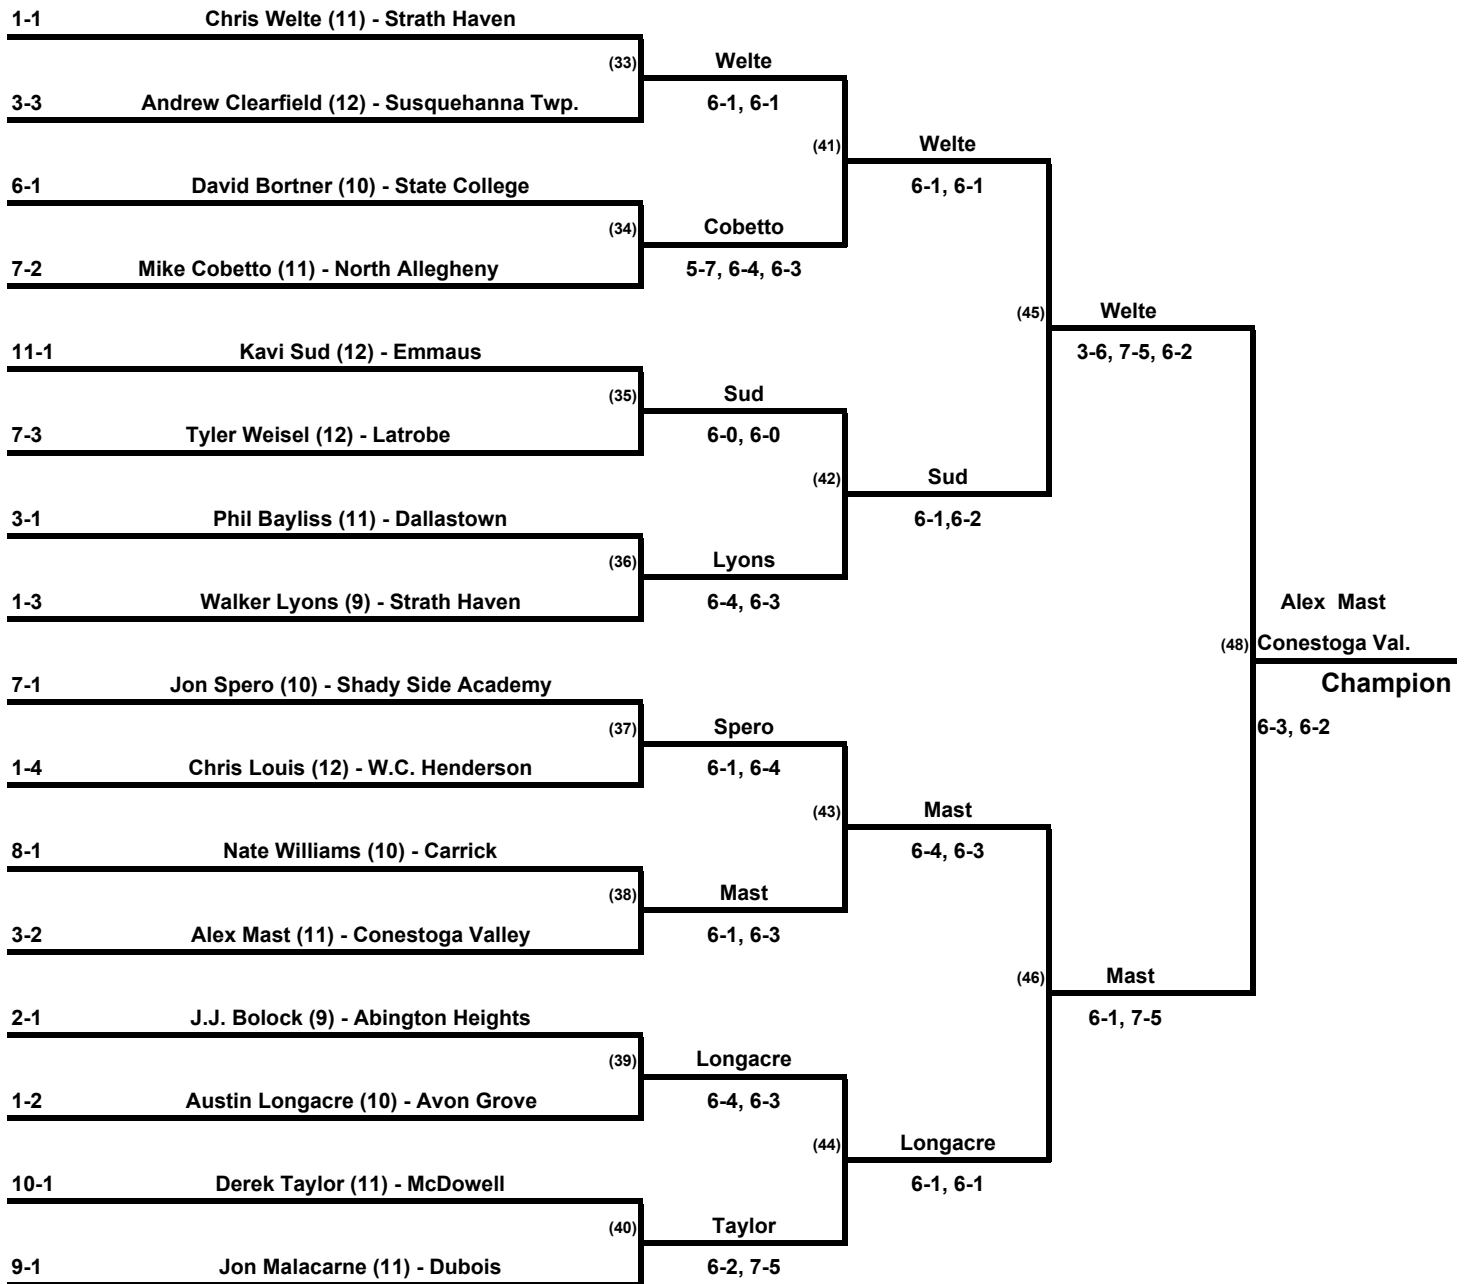 1-1 Chris Welte (11) - Strath Haven
(33) Welte
3-3 Andrew Clearfield (12) - Susquehanna Twp. 6-1, 6-1
(41) Welte
6-1 David Bortner (10) - State College 6-1, 6-1
(34) Cobetto
7-2 Mike Cobetto (11) - North Allegheny 5-7, 6-4, 6-3
(45) Welte
11-1 Kavi Sud (12) - Emmaus 3-6, 7-5, 6-2
(35) Sud
7-3 Tyler Weisel (12) - Latrobe 6-0, 6-0
(42) Sud
3-1 Phil Bayliss (11) - Dallastown 6-1,6-2
(36) Lyons
1-3 Walker Lyons (9) - Strath Haven 6-4, 6-3 Alex Mast
(48) Conestoga Val.
7-1 Jon Spero (10) - Shady Side Academy Champion
(37) Spero 6-3, 6-2
1-4 Chris Louis (12) - W.C. Henderson 6-1, 6-4
(43) Mast
8-1 Nate Williams (10) - Carrick 6-4, 6-3
(38) Mast
3-2 Alex Mast (11) - Conestoga Valley 6-1, 6-3
(46) Mast
2-1 J.J. Bolock (9) - Abington Heights 6-1, 7-5
(39) Longacre
1-2 Austin Longacre (10) - Avon Grove 6-4, 6-3
(44) Longacre
10-1 Derek Taylor (11) - McDowell 6-1, 6-1
(40) Taylor
9-1 Jon Malacarne (11) - Dubois 6-2, 7-5